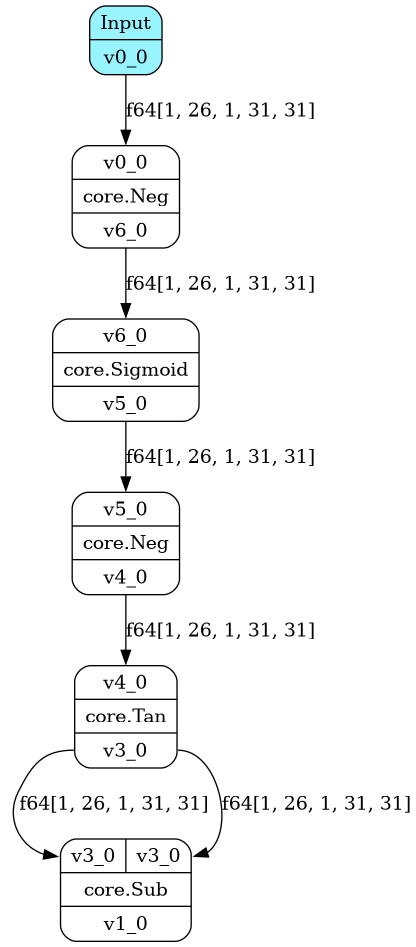 Input
v0_0
f64[1, 26, 1, 31, 31]
v0_0
core.Neg
v6_0
f64[1, 26, 1, 31, 31]
v6_0
core.Sigmoid
v5_0
f64[1, 26, 1, 31, 31]
v5_0
core.Neg
v4_0
f64[1, 26, 1, 31, 31]
v4_0
core.Tan
v3_0
f64[1, 26, 1, 31, 31] f64[1, 26, 1, 31, 31]
v3_0 v3_0
core.Sub
v1_0